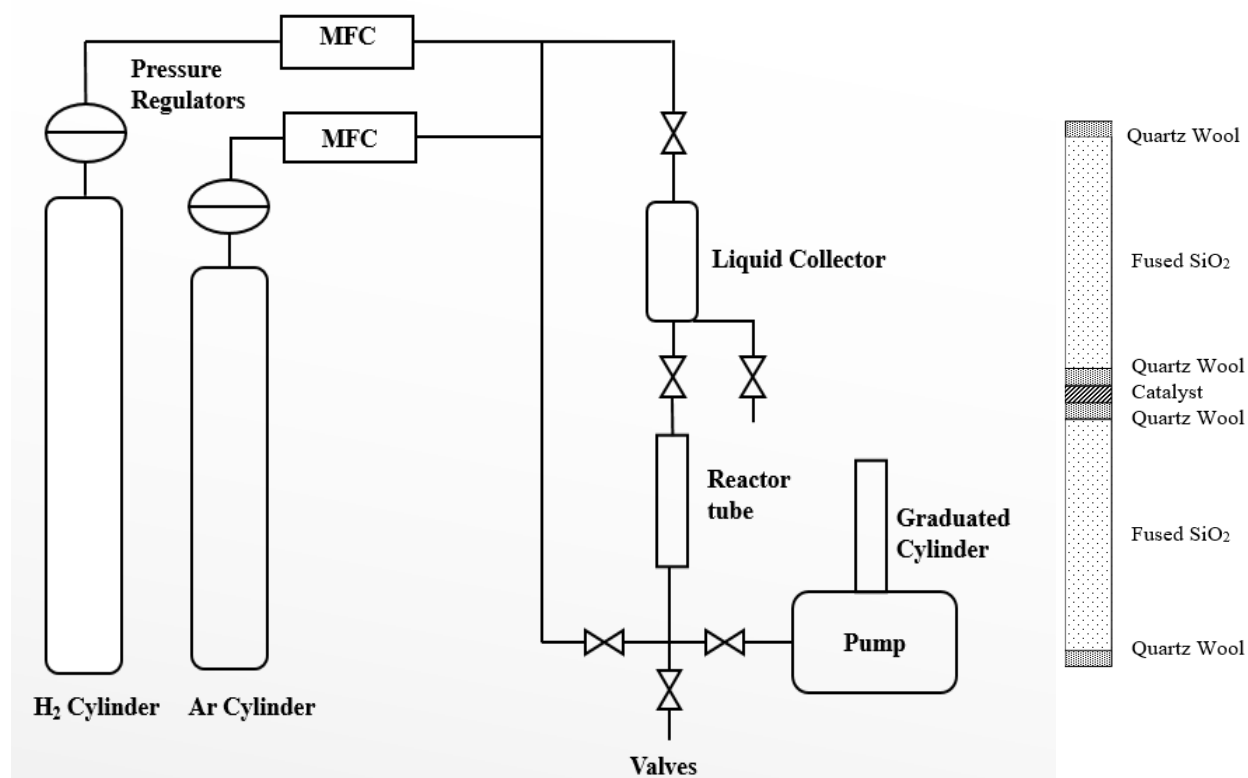 MFC
Pressure
Regulators
MFC
Liquid Collector
Reactor
tube
Graduated
Cylinder
Pump
H₂ Cylinder
Ar Cylinder
Valves
Quartz Wool
Fused SiO₂
Quartz Wool
Catalyst
Quartz Wool
Fused SiO₂
Quartz Wool